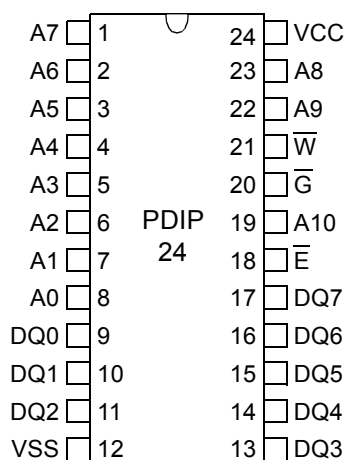 A7 1 24 VCC
A6 2 23 A8
A5 3 22 A9
A4 4 21 W̅
A3 5 20 G̅
A2 6 PDIP 19 A10
A1 7 24 18 E̅
A0 8 17 DQ7
DQ0 9 16 DQ6
DQ1 10 15 DQ5
DQ2 11 14 DQ4
VSS 12 13 DQ3